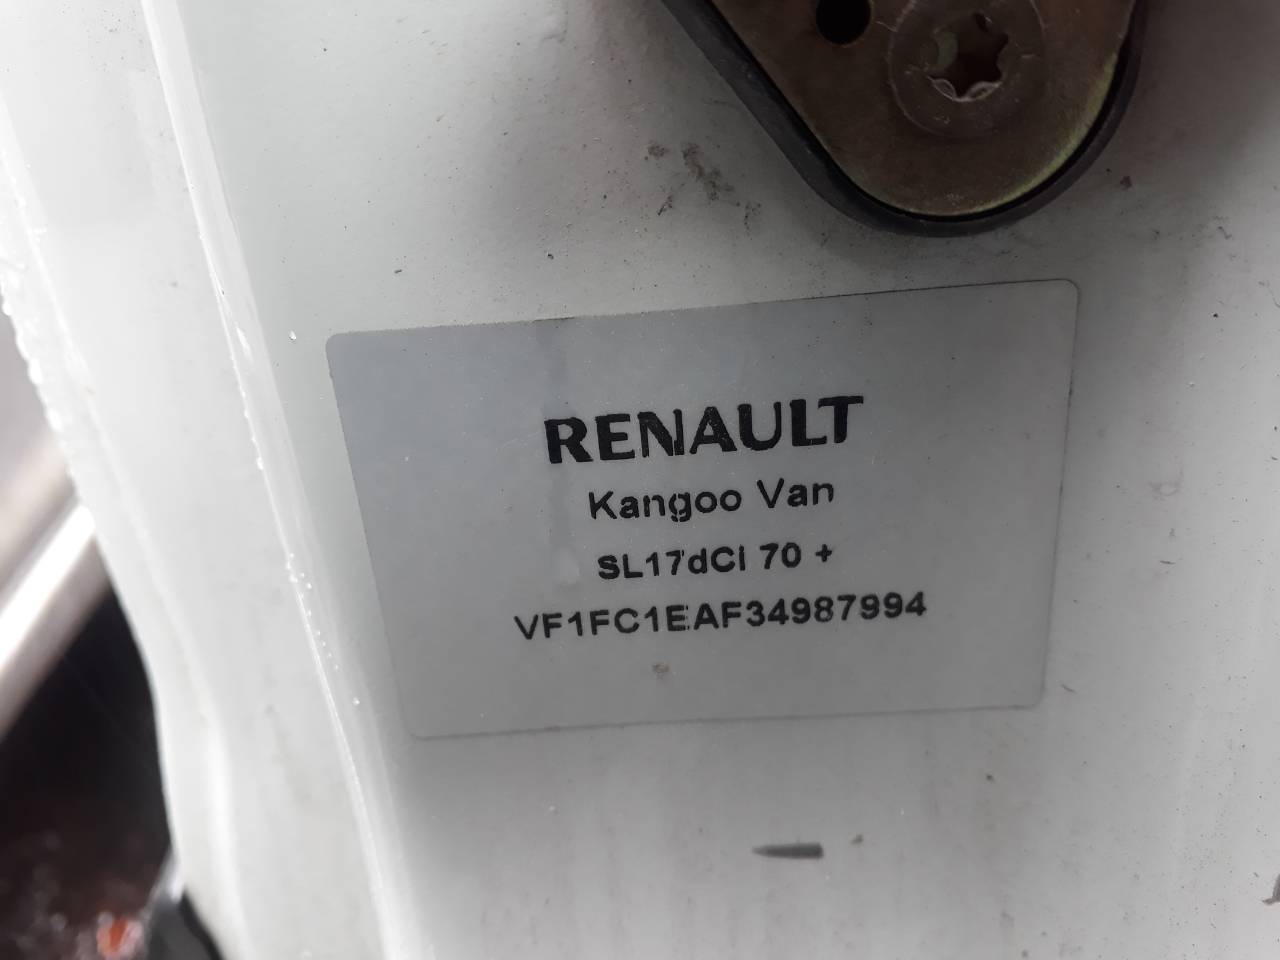 RENAULT
Kangoo Van
SL17dCI 70 +
VF1FC1EAF34987994